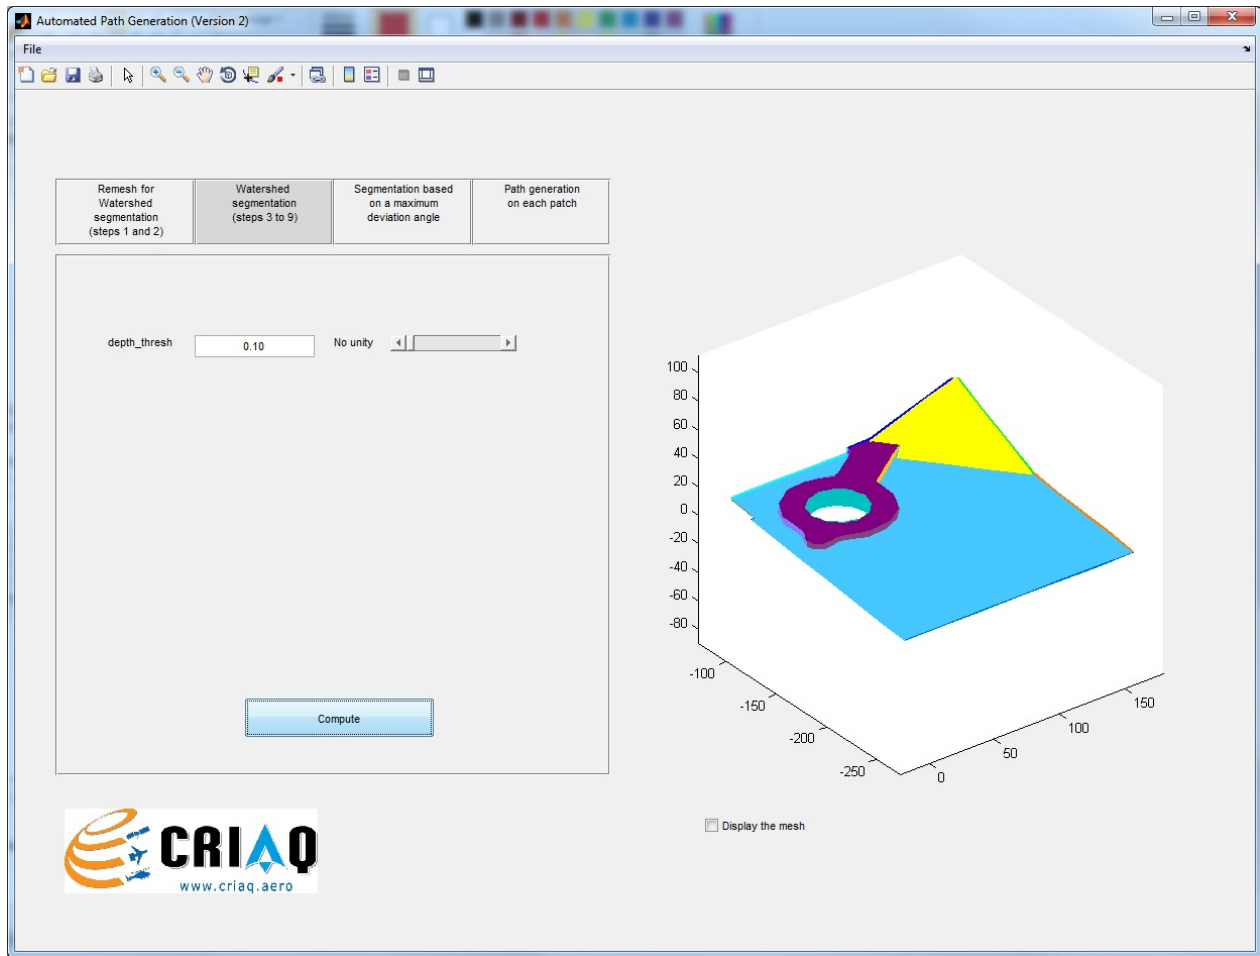 Automated Path Generation (Version 2)
File
Remesh for
Watershed
segmentation
(steps 1 and 2)
Watershed
segmentation
(steps 3 to 9)
Segmentation based
on a maximum
deviation angle
Path generation
on each patch
depth_thresh
0.10
No unity
Compute
100
80
60
40
20
0
-20
-40
-60
-80
-100
-150
-200
-250
0
50
100
150
Display the mesh
CRIAQ
www.criaq.aero